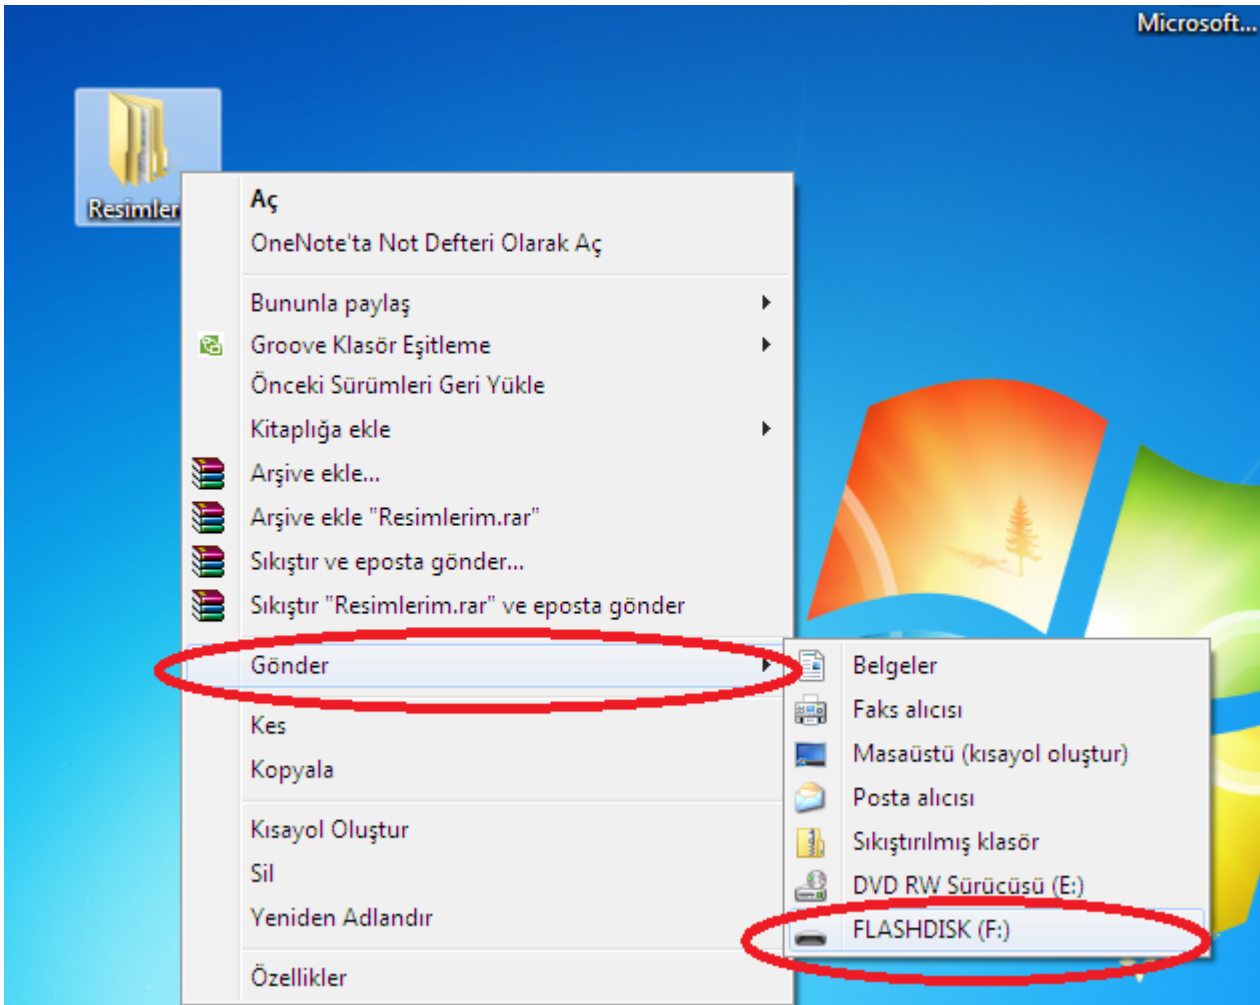 Microsoft...
Resimler
Aç
OneNote'ta Not Defteri Olarak Aç
Bununla paylaş
Groove Klasör Eşitleme
Önceki Sürümleri Geri Yükle
Kitaplığa ekle
Arşive ekle...
Arşive ekle "Resimlerim.rar"
Sıkıştır ve eposta gönder...
Sıkıştır "Resimlerim.rar" ve eposta gönder
Gönder
Kes
Kopyala
Kısayol Oluştur
Sil
Yeniden Adlandır
Özellikler
Belgeler
Faks alıcısı
Masaüstü (kısayol oluştur)
Posta alıcısı
Sıkıştırılmış klasör
DVD RW Sürücüsü (E:)
FLASHDISK (F:)